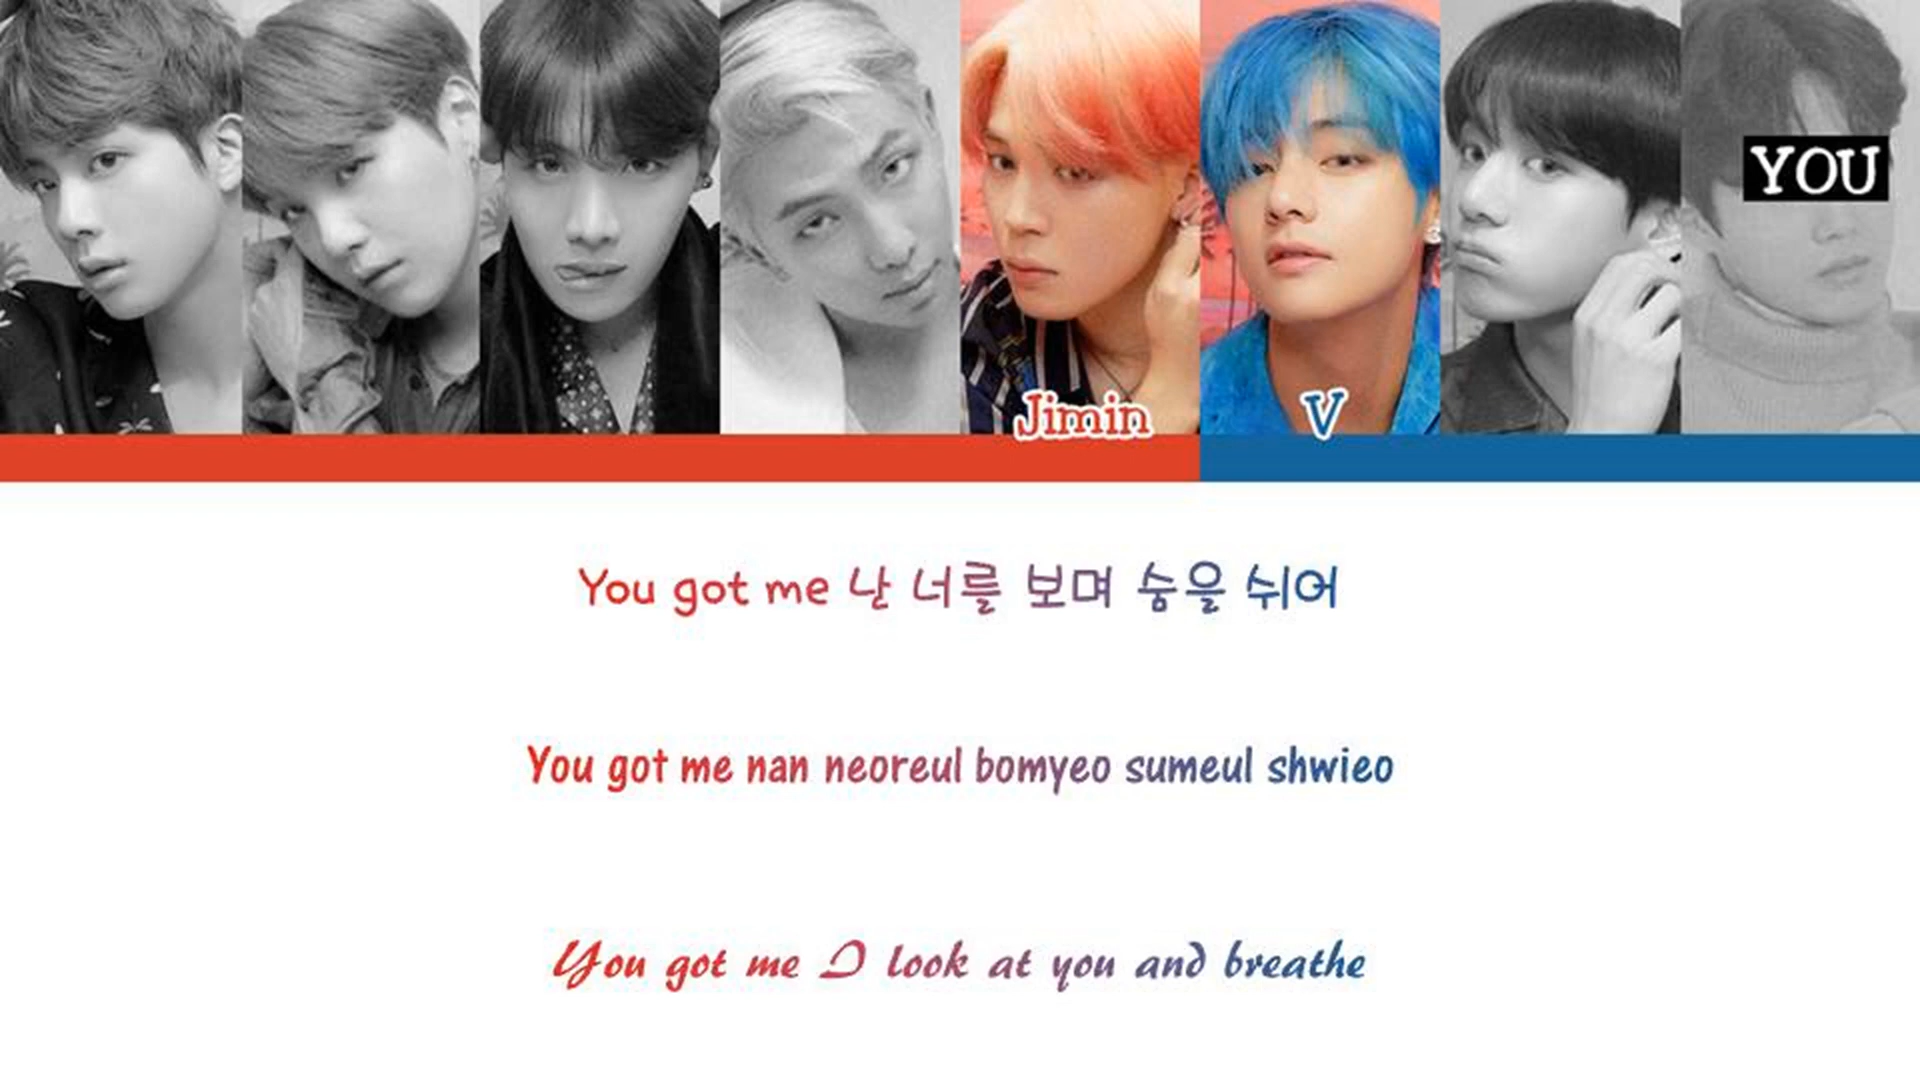 YOU
Jimin
V
You got me 난 너를 보며 숨을 쉬어
You got me nan neoreul bomyeo sumeul shwieo
You got me I look at you and breathe